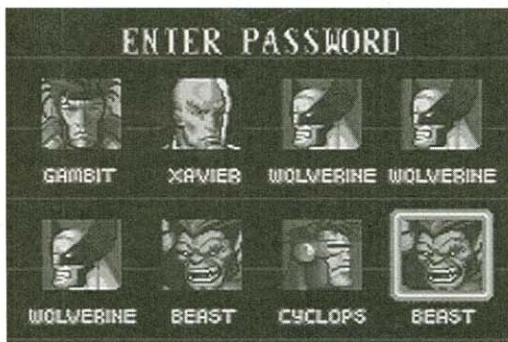 ENTER PASSWORD
GAMBIT XAVIER WOLVERINE WOLVERINE
WOLVERINE BEAST CYCLOPS BEAST